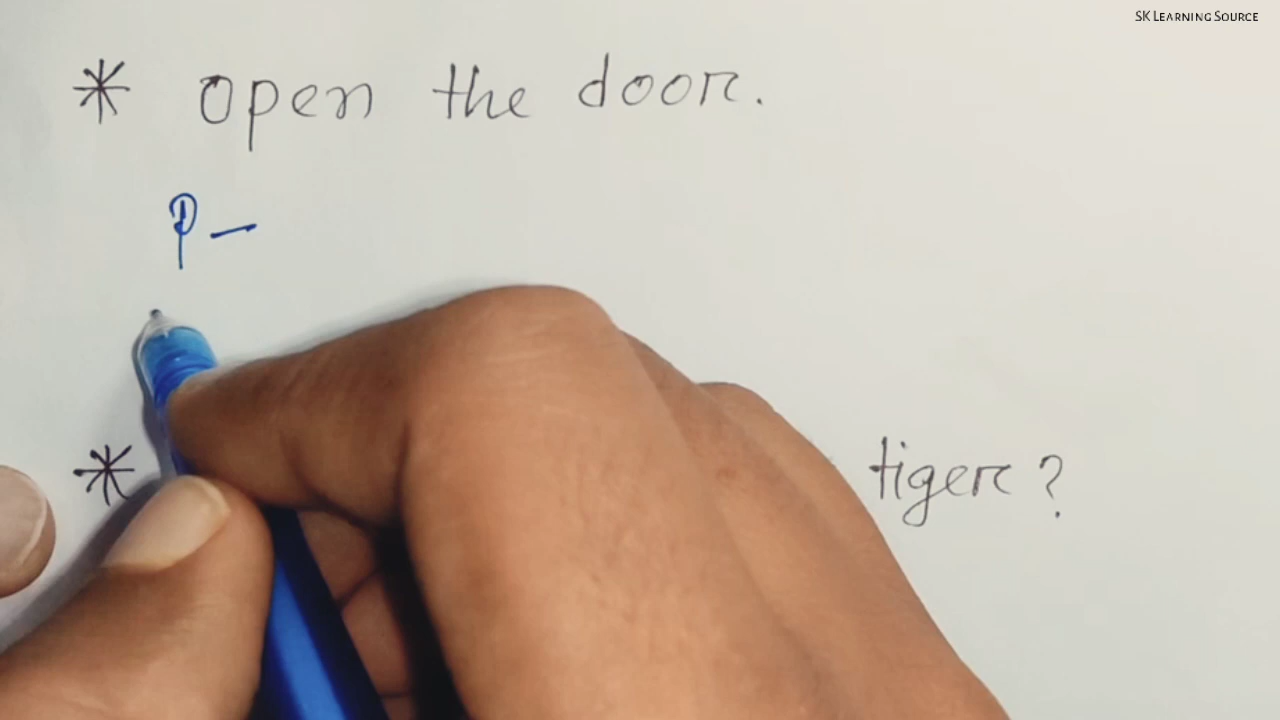 SK LEARNING SOURCE
* Open the door.
P –
* tiger?